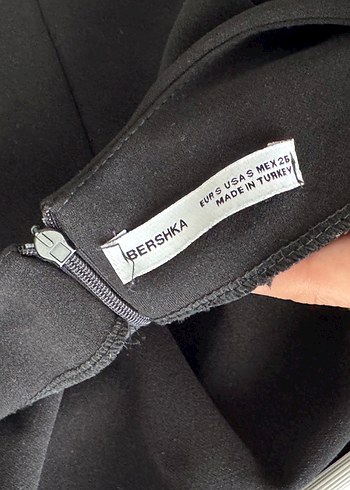 BERSHKA
EUR S USA S MEX 26
MADE IN TURKEY